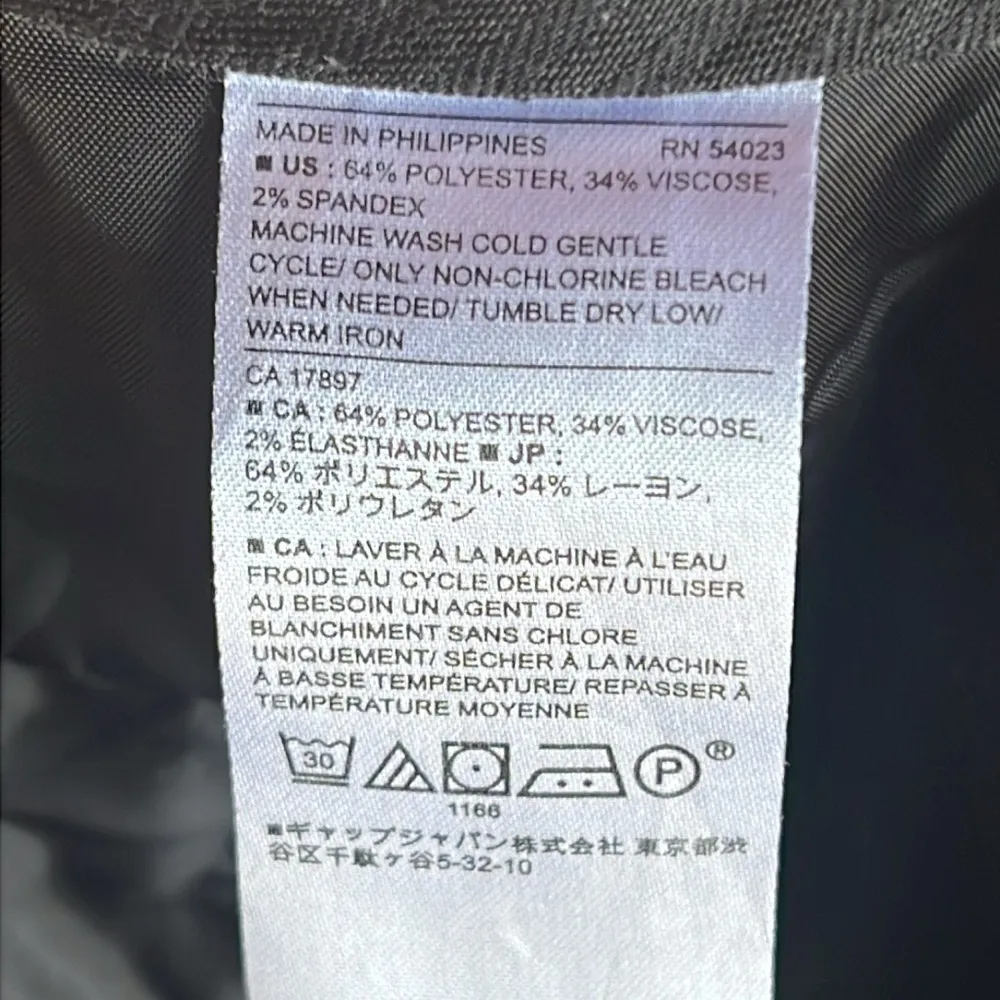 MADE IN PHILIPPINES RN 54023
US : 64% POLYESTER, 34% VISCOSE,
2% SPANDEX
MACHINE WASH COLD GENTLE
CYCLE/ ONLY NON-CHLORINE BLEACH
WHEN NEEDED/ TUMBLE DRY LOW/
WARM IRON
CA 17897
CA : 64% POLYESTER, 34% VISCOSE,
2% ÉLASTHANNE JP :
64% ポリエステル, 34% レーヨン,
2% ポリウレタン
CA : LAVER À LA MACHINE À L'EAU
FROIDE AU CYCLE DÉLICAT/ UTILISER
AU BESOIN UN AGENT DE
BLANCHIMENT SANS CHLORE
UNIQUEMENT/ SÉCHER À LA MACHINE
À BASSE TEMPÉRATURE/ REPASSER À
TEMPÉRATURE MOYENNE
30 P ®
1166
ギャップジャパン株式会社 東京都渋
谷区千駄ケ谷5-32-10